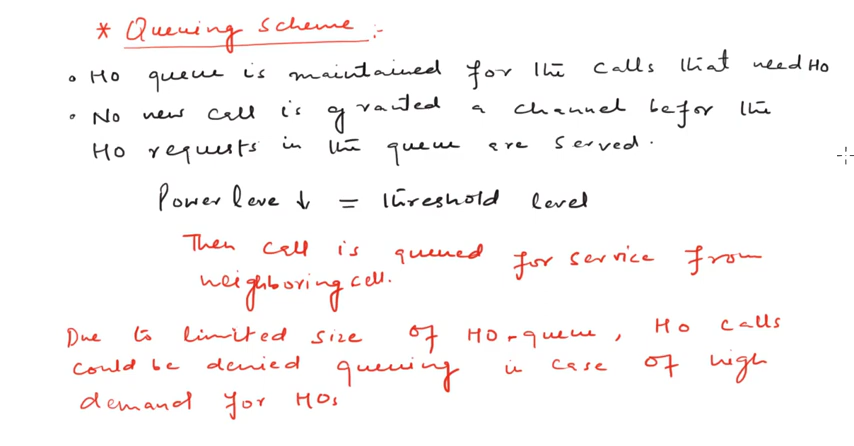 * Queuing scheme :-
• HO queue is maintained for the calls that need HO
• No new call is granted a channel befor the
HO requests in the queue are served.
Power leve ↓ = threshold level
Then call is queued for service from
neighboring cell.
Due to limited size of HO-queue, HO calls
could be denied queuing in case of high
demand for HOs